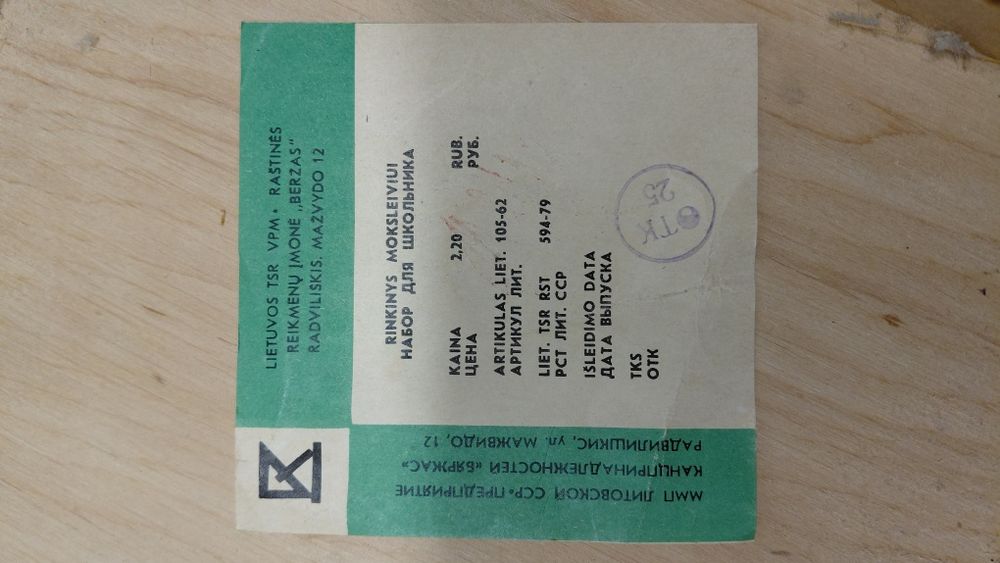 LIETUVOS TSR VPM • RAŠTINĖS
REIKMENŲ ĮMONĖ „BERŽAS"
RADVILIŠKIS. MAŽVYDO 12
ММП ЛИТОВСКОЙ ССР • ПРЕДПРИЯТИЕ
КАНЦПРИНАДЛЕЖНОСТЕЙ «БЯРЖАС»
РАДВИЛИШКИС, ул. МАЖВИДО, 12
RINKINYS MOKSLEIVIUI
НАБОР ДЛЯ ШКОЛЬНИКА
KAINA 2,20 RUB.
ЦЕНА РУБ.
ARTIKULAS LIET. 105-62
АРТИКУЛ ЛИТ.
LIET. TSR RST 594-79
РСТ ЛИТ. ССР
IŠLEIDIMO DATA
ДАТА ВЫПУСКА
TKS
ОТК
ОТК
25